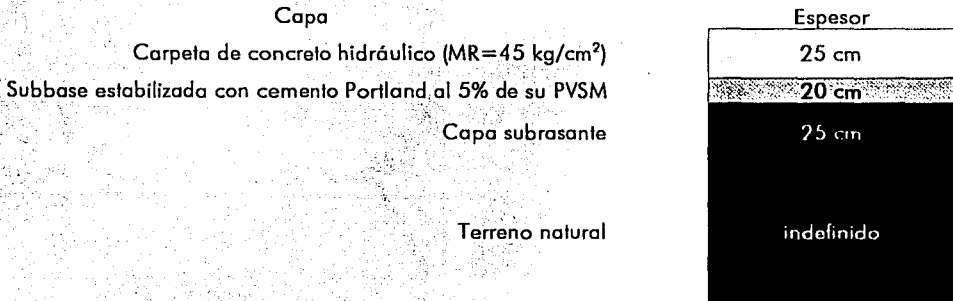 Capa Espesor
Carpeta de concreto hidráulico (MR=45 kg/cm²) 25 cm
Subbase estabilizada con cemento Portland al 5% de su PVSM 20 cm
Capa subrasante 25 cm
Terreno natural indefinido